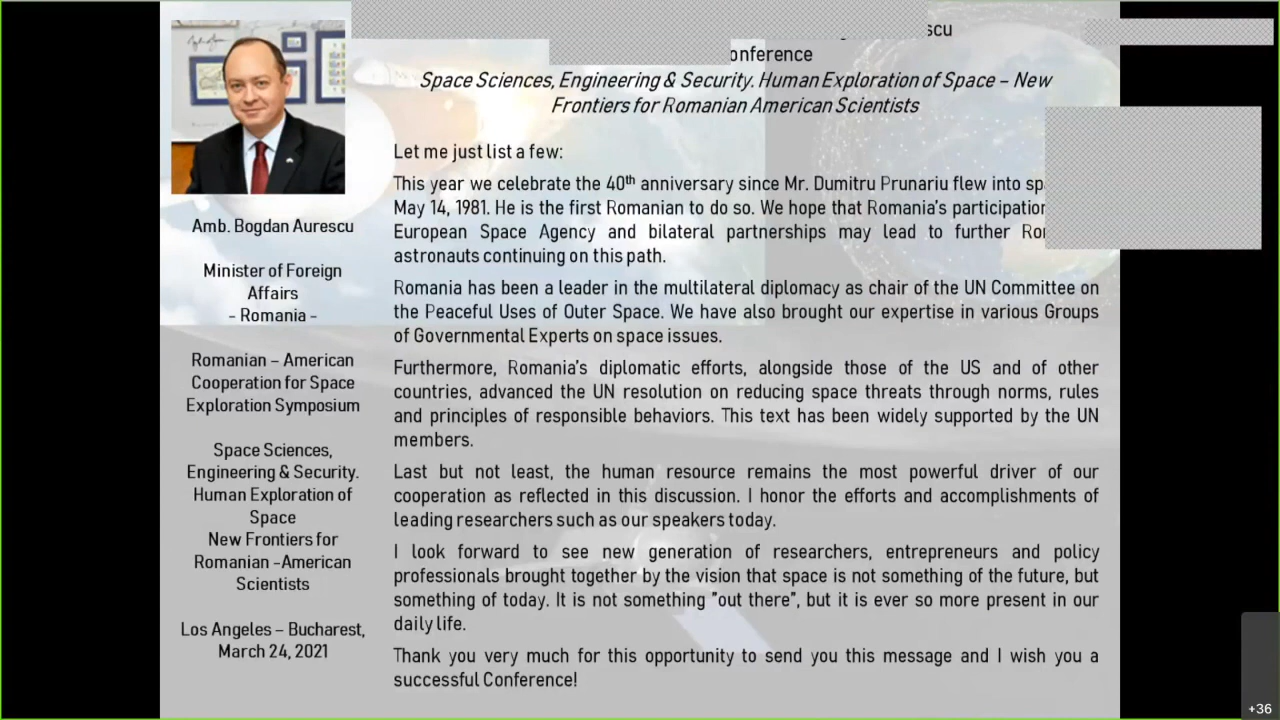 Amb. Bogdan Aurescu
Minister of Foreign
Affairs
- Romania -
Romanian – American
Cooperation for Space
Exploration Symposium
Space Sciences,
Engineering & Security.
Human Exploration of
Space
New Frontiers for
Romanian -American
Scientists
Los Angeles – Bucharest,
March 24, 2021
Space Sciences, Engineering & Security. Human Exploration of Space – New
Frontiers for Romanian American Scientists
Let me just list a few:
This year we celebrate the 40th anniversary since Mr. Dumitru Prunariu flew into
May 14, 1981. He is the first Romanian to do so. We hope that Romania's
European Space Agency and bilateral partnerships may lead to further
astronauts continuing on this path.
Romania has been a leader in the multilateral diplomacy as chair of the UN Committee on
the Peaceful Uses of Outer Space. We have also brought our expertise in various Groups
of Governmental Experts on space issues.
Furthermore, Romania's diplomatic efforts, alongside those of the US and of other
countries, advanced the UN resolution on reducing space threats through norms, rules
and principles of responsible behaviors. This text has been widely supported by the UN
members.
Last but not least, the human resource remains the most powerful driver of our
cooperation as reflected in this discussion. I honor the efforts and accomplishments of
leading researchers such as our speakers today.
I look forward to see new generation of researchers, entrepreneurs and policy
professionals brought together by the vision that space is not something of the future, but
something of today. It is not something "out there", but it is ever so more present in our
daily life.
Thank you very much for this opportunity to send you this message and I wish you a
successful Conference!
+36